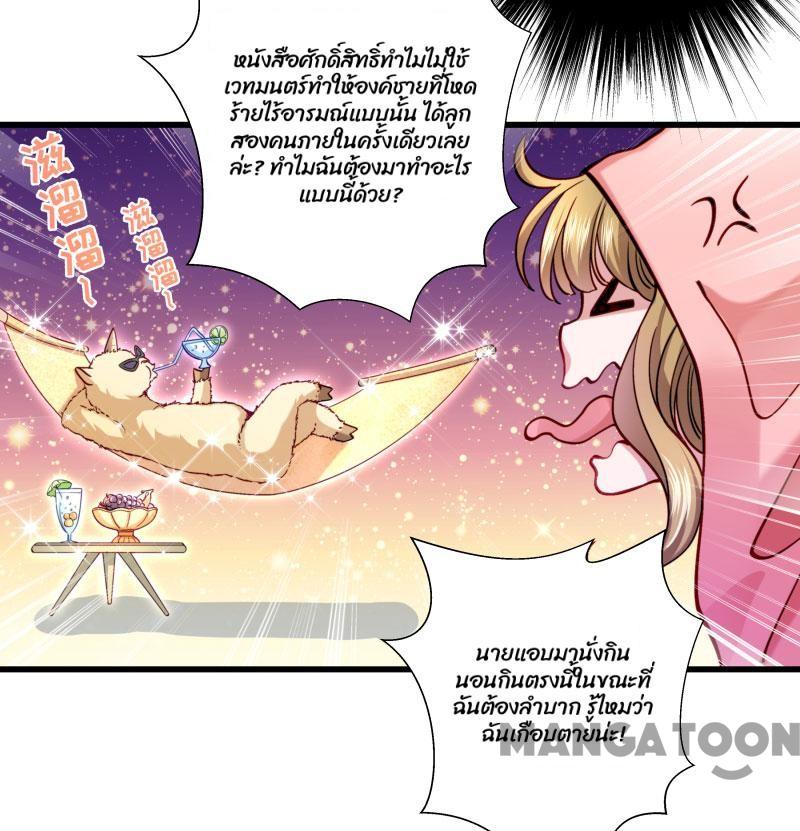 หนังสือศักดิ์สิทธิ์ทำไมไม่ใช้
เวทมนตร์ทำให้องค์ชายที่โหด
ร้ายไร้อารมณ์แบบนั้น ได้ลูก
สองคนภายในครั้งเดียวเลย
ล่ะ? ทำไมฉันต้องมาทำอะไร
แบบนี้ด้วย?
滋溜溜~
滋溜溜~
นายแอบมานั่งกิน
นอนกินตรงนี้ในขณะที่
ฉันต้องลำบาก รู้ไหมว่า
ฉันเกือบตายน่ะ!
MANGATOON